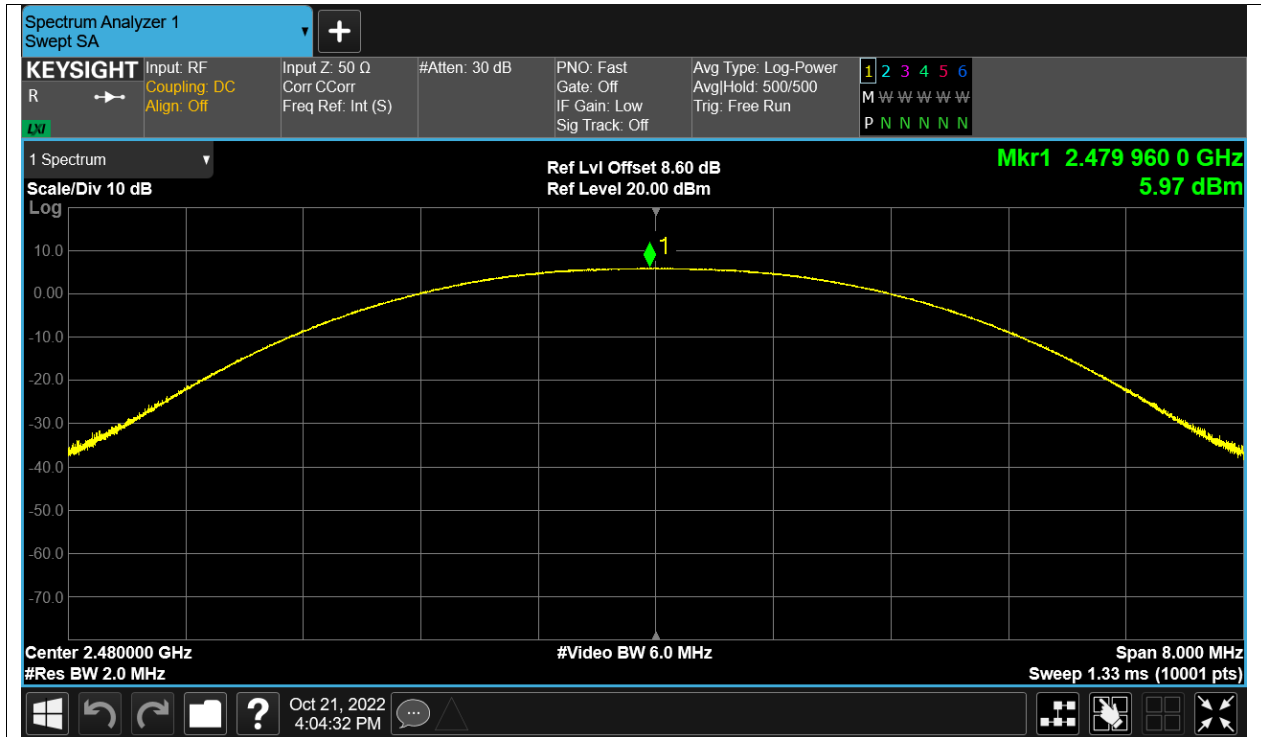 Spectrum Analyzer 1
Swept SA
+
KEYSIGHT
R
LXI
Input: RF
Coupling: DC
Align: Off
Input Z: 50 Ω
Corr CCorr
Freq Ref: Int (S)
#Atten: 30 dB
PNO: Fast
Gate: Off
IF Gain: Low
Sig Track: Off
Avg Type: Log-Power
Avg|Hold: 500/500
Trig: Free Run
1 2 3 4 5 6
M W W W W W W
P N N N N N N
1 Spectrum
Scale/Div 10 dB
Log
Ref Lvl Offset 8.60 dB
Ref Level 20.00 dBm
Mkr1 2.479 960 0 GHz
5.97 dBm
1
10.0
0.00
-10.0
-20.0
-30.0
-40.0
-50.0
-60.0
-70.0
Center 2.480000 GHz
#Res BW 2.0 MHz
#Video BW 6.0 MHz
Span 8.000 MHz
Sweep 1.33 ms (10001 pts)
?
Oct 21, 2022
4:04:32 PM